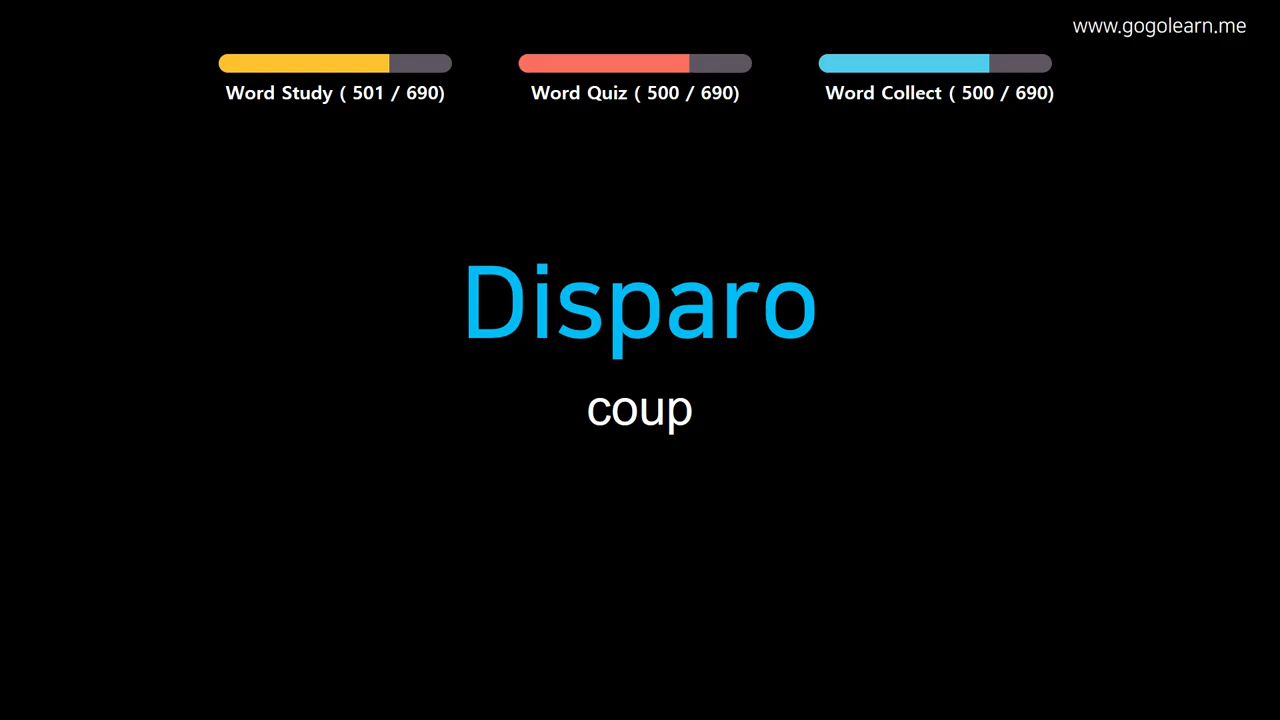 www.gogolearn.me
Word Study ( 501 / 690)
Word Quiz ( 500 / 690)
Word Collect ( 500 / 690)
Disparo
coup